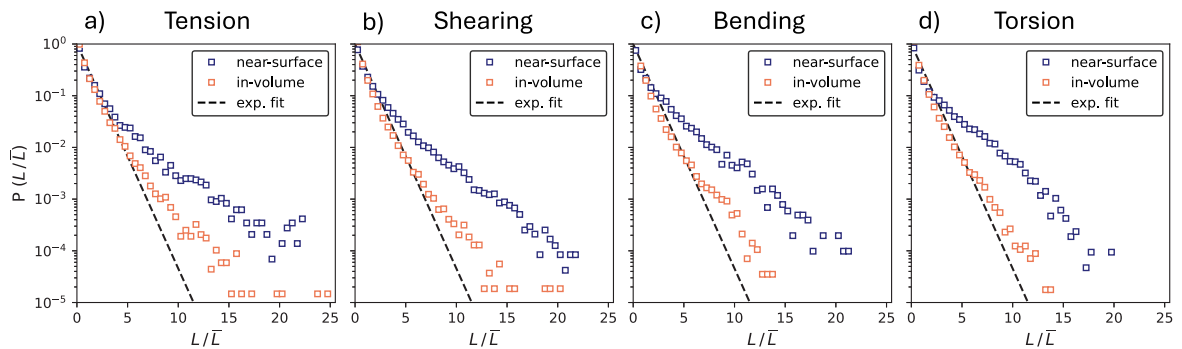 a) Tension
b) Shearing
c) Bending
d) Torsion
near-surface
in-volume
exp. fit
near-surface
in-volume
exp. fit
near-surface
in-volume
exp. fit
near-surface
in-volume
exp. fit
P (L/L̅)
10⁰
10⁻¹
10⁻²
10⁻³
10⁻⁴
10⁻⁵
0 5 10 15 20 25
0 5 10 15 20 25
0 5 10 15 20 25
0 5 10 15 20 25
L/L̅
L/L̅
L/L̅
L/L̅